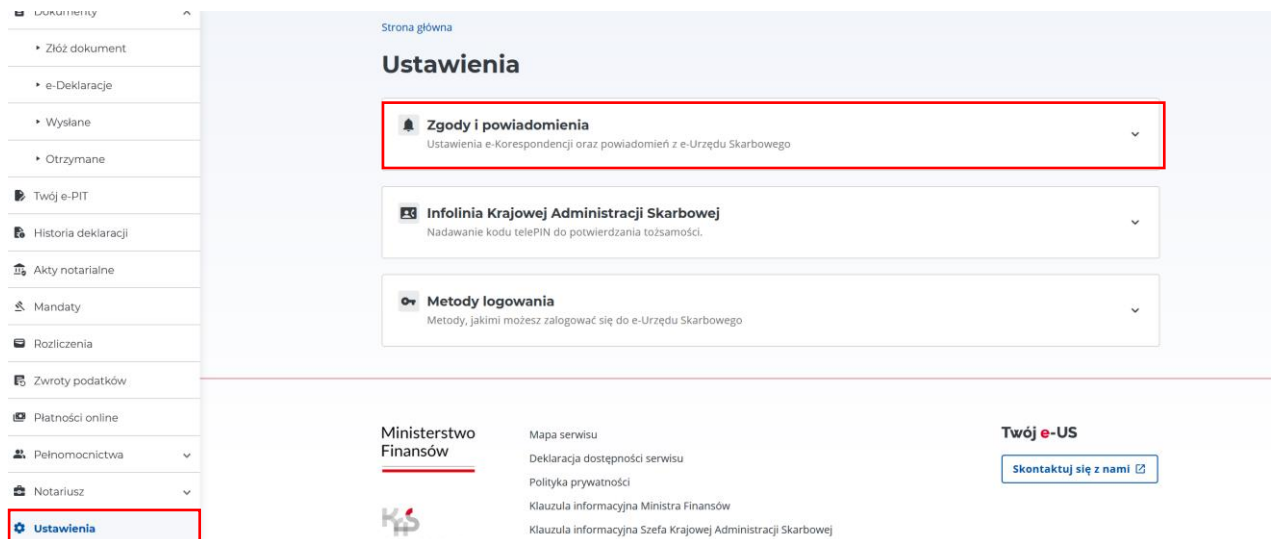 Dokumenty
Złóż dokument
e-Deklaracje
Wysłane
Otrzymane
Twój e-PIT
Historia deklaracji
Akty notarialne
Mandaty
Rozliczenia
Zwroty podatków
Płatności online
Pełnomocnictwa
Notariusz
Ustawienia
Strona główna
Ustawienia
Zgody i powiadomienia
Ustawienia e-Korespondencji oraz powiadomień z e-Urzędu Skarbowego
Infolinia Krajowej Administracji Skarbowej
Nadawanie kodu telePIN do potwierdzania tożsamości.
Metody logowania
Metody, jakimi możesz zalogować się do e-Urzędu Skarbowego
Ministerstwo
Finansów
KAS
Mapa serwisu
Deklaracja dostępności serwisu
Polityka prywatności
Klauzula informacyjna Ministra Finansów
Klauzula informacyjna Szefa Krajowej Administracji Skarbowej
Twój e-US
Skontaktuj się z nami